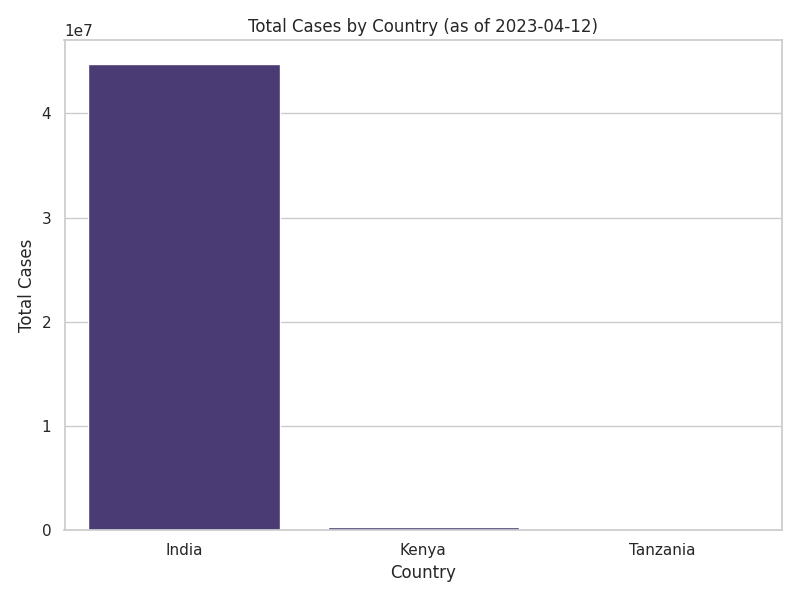 Total Cases by Country (as of 2023-04-12)
1e7
4
3
2
1
0
Total Cases
India
Kenya
Tanzania
Country